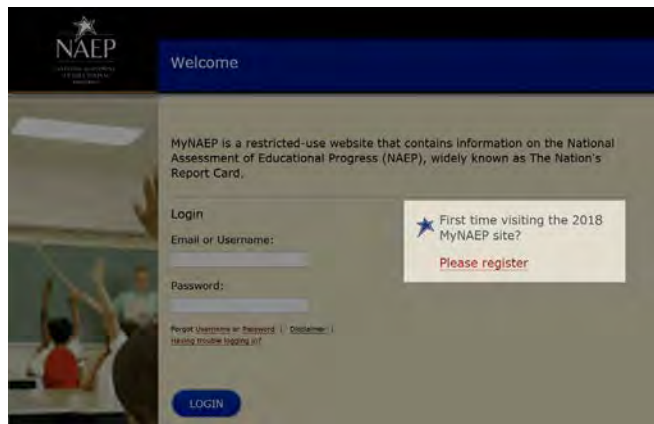 NAEP
Welcome
MyNAEP is a restricted-use website that contains information on the National
Assessment of Educational Progress (NAEP), widely known as The Nation's
Report Card.
Login
Email or Username:
Password:
Forgot Username or Password | Disclaimer |
Having trouble logging in?
LOGIN
First time visiting the 2018
MyNAEP site?
Please register